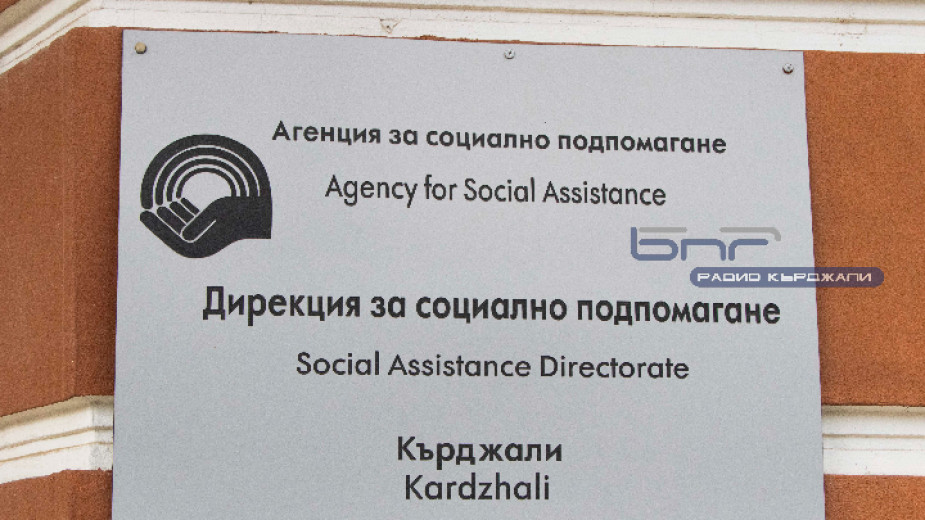 Агенция за социално подпомагане
Agency for Social Assistance
бнр
РАДИО КЪРДЖАЛИ
Дирекция за социално подпомагане
Social Assistance Directorate
Кърджали
Kardzhali